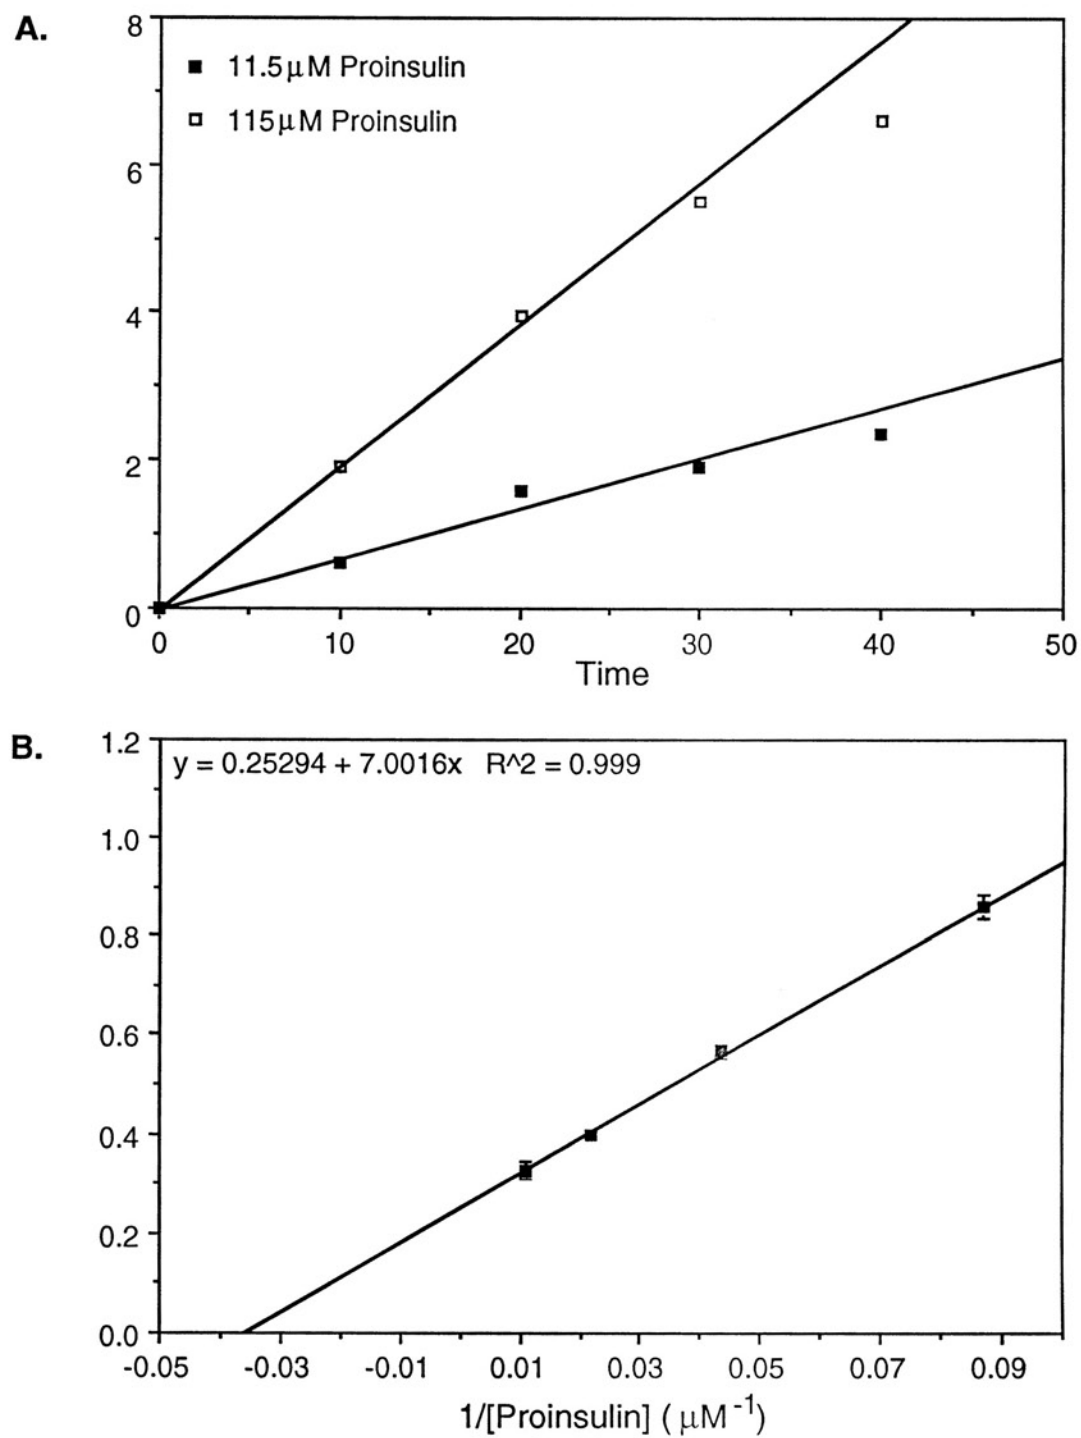 A.
8
6
4
2
0
11.5μM Proinsulin
115μM Proinsulin
0 10 20 30 40 50
Time
B.
1.2
1.0
0.8
0.6
0.4
0.2
0.0
y = 0.25294 + 7.0016x R^2 = 0.999
-0.05 -0.03 -0.01 0.01 0.03 0.05 0.07 0.09
1/[Proinsulin] ( μM⁻¹)